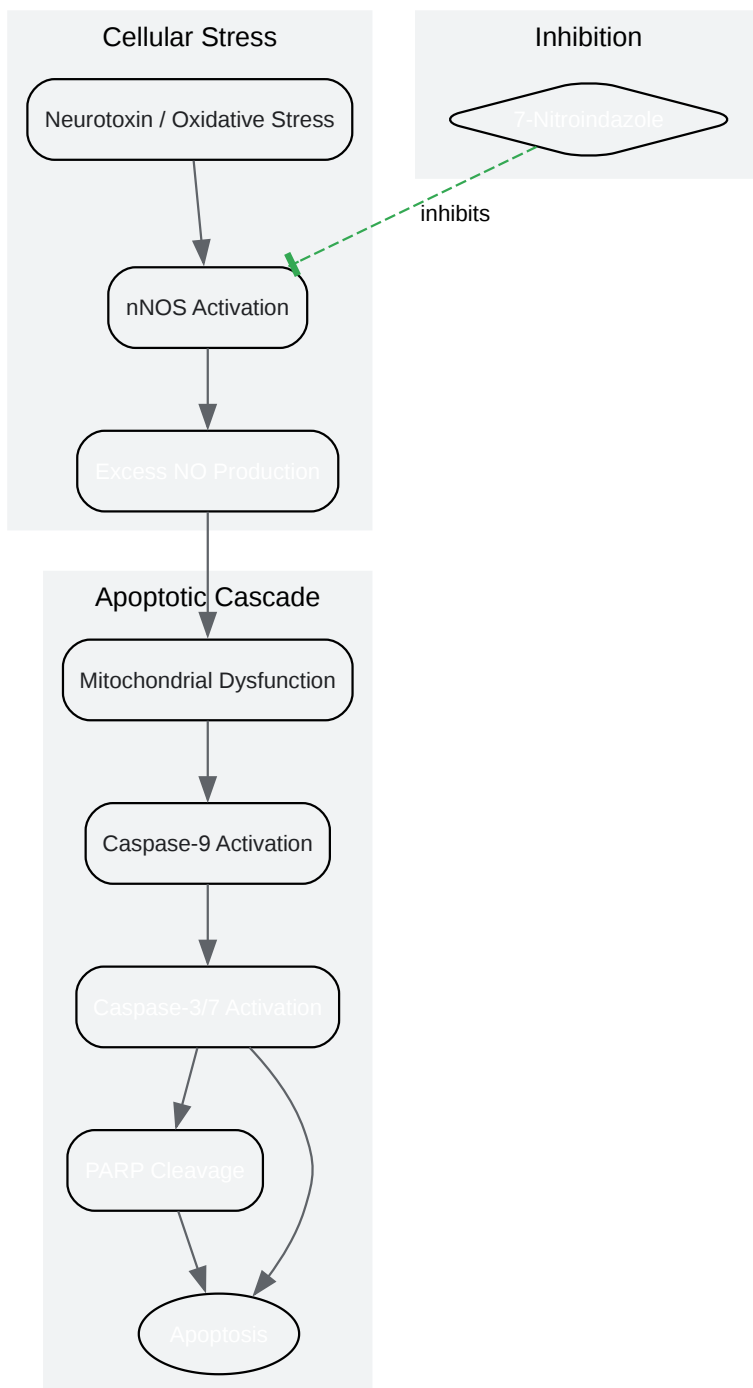 Cellular Stress
Inhibition
Neurotoxin / Oxidative Stress
7-Nitroindazole
inhibits
nNOS Activation
Excess NO Production
Apoptotic Cascade
Mitochondrial Dysfunction
Caspase-9 Activation
Caspase-3/7 Activation
PARP Cleavage
Apoptosis